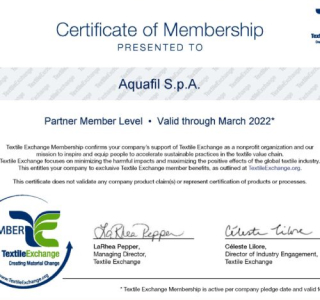 Certificate of Membership
PRESENTED TO
Aquafil S.p.A.
Partner Member Level • Valid through March 2022*
Textile Exchange Membership confirms your company's support of Textile Exchange as a nonprofit organization and our
mission to inspire and equip people to accelerate sustainable practices in the textile value chain.
Textile Exchange focuses on minimizing the harmful impacts and maximizing the positive effects of the global textile industry.
This entitles your company to exclusive Textile Exchange member benefits, as outlined at TextileExchange.org.
This certificate does not validate any company product claim(s) or represent certification of products or processes.
MBER
TextileExchange
Creating Material Change
www.TextileExchange.org
LaRhea Pepper
LaRhea Pepper,
Managing Director,
Textile Exchange
Céleste Lilore
Céleste Lilore,
Director of Industry Engagement,
Textile Exchange
* Textile Exchange Membership is active per company pledge date and valid fo